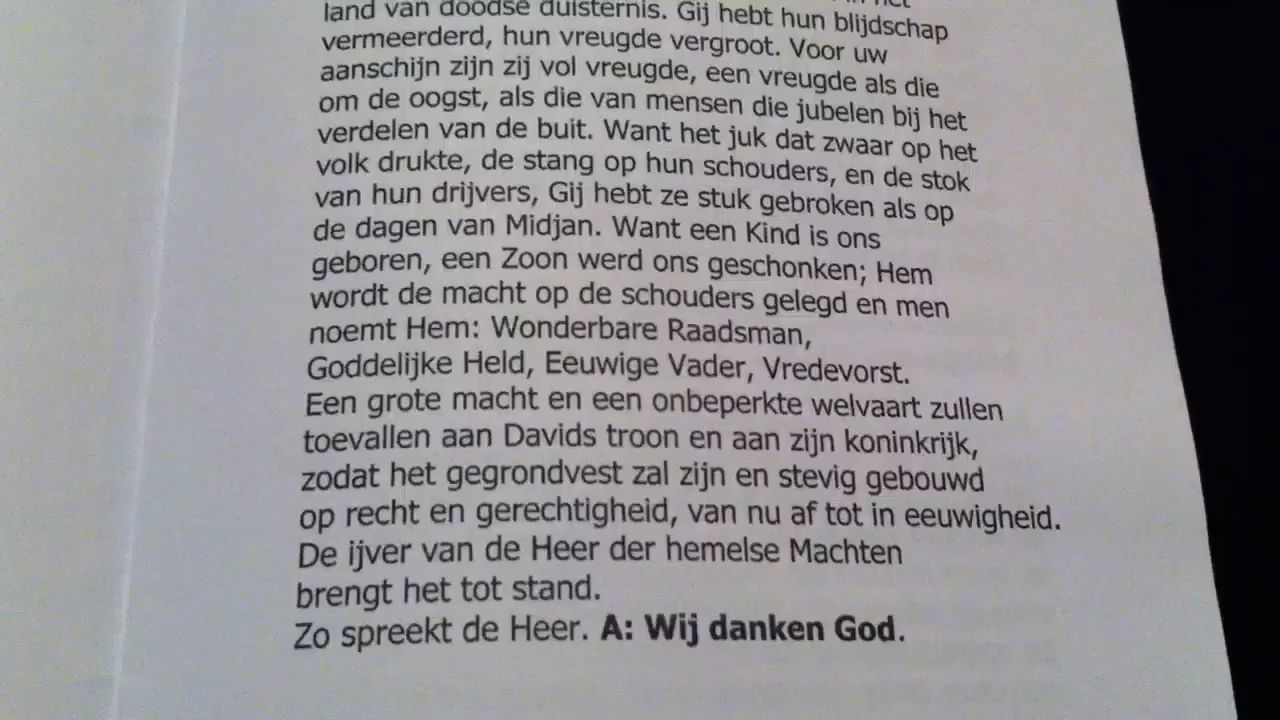 land van doodse duisternis. Gij hebt hun blijdschap
vermeerderd, hun vreugde vergroot. Voor uw
aanschijn zijn zij vol vreugde, een vreugde als die
om de oogst, als die van mensen die jubelen bij het
verdelen van de buit. Want het juk dat zwaar op het
volk drukte, de stang op hun schouders, en de stok
van hun drijvers, Gij hebt ze stuk gebroken als op
de dagen van Midjan. Want een Kind is ons
geboren, een Zoon werd ons geschonken; Hem
wordt de macht op de schouders gelegd en men
noemt Hem: Wonderbare Raadsman,
Goddelijke Held, Eeuwige Vader, Vredevorst.
Een grote macht en een onbeperkte welvaart zullen
toevallen aan Davids troon en aan zijn koninkrijk,
zodat het gegrondvest zal zijn en stevig gebouwd
op recht en gerechtigheid, van nu af tot in eeuwigheid.
De ijver van de Heer der hemelse Machten
brengt het tot stand.
Zo spreekt de Heer. A: Wij danken God.